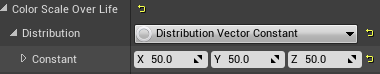 Color Scale Over Life
Distribution Distribution Vector Constant
Constant X 50.0 Y 50.0 Z 50.0